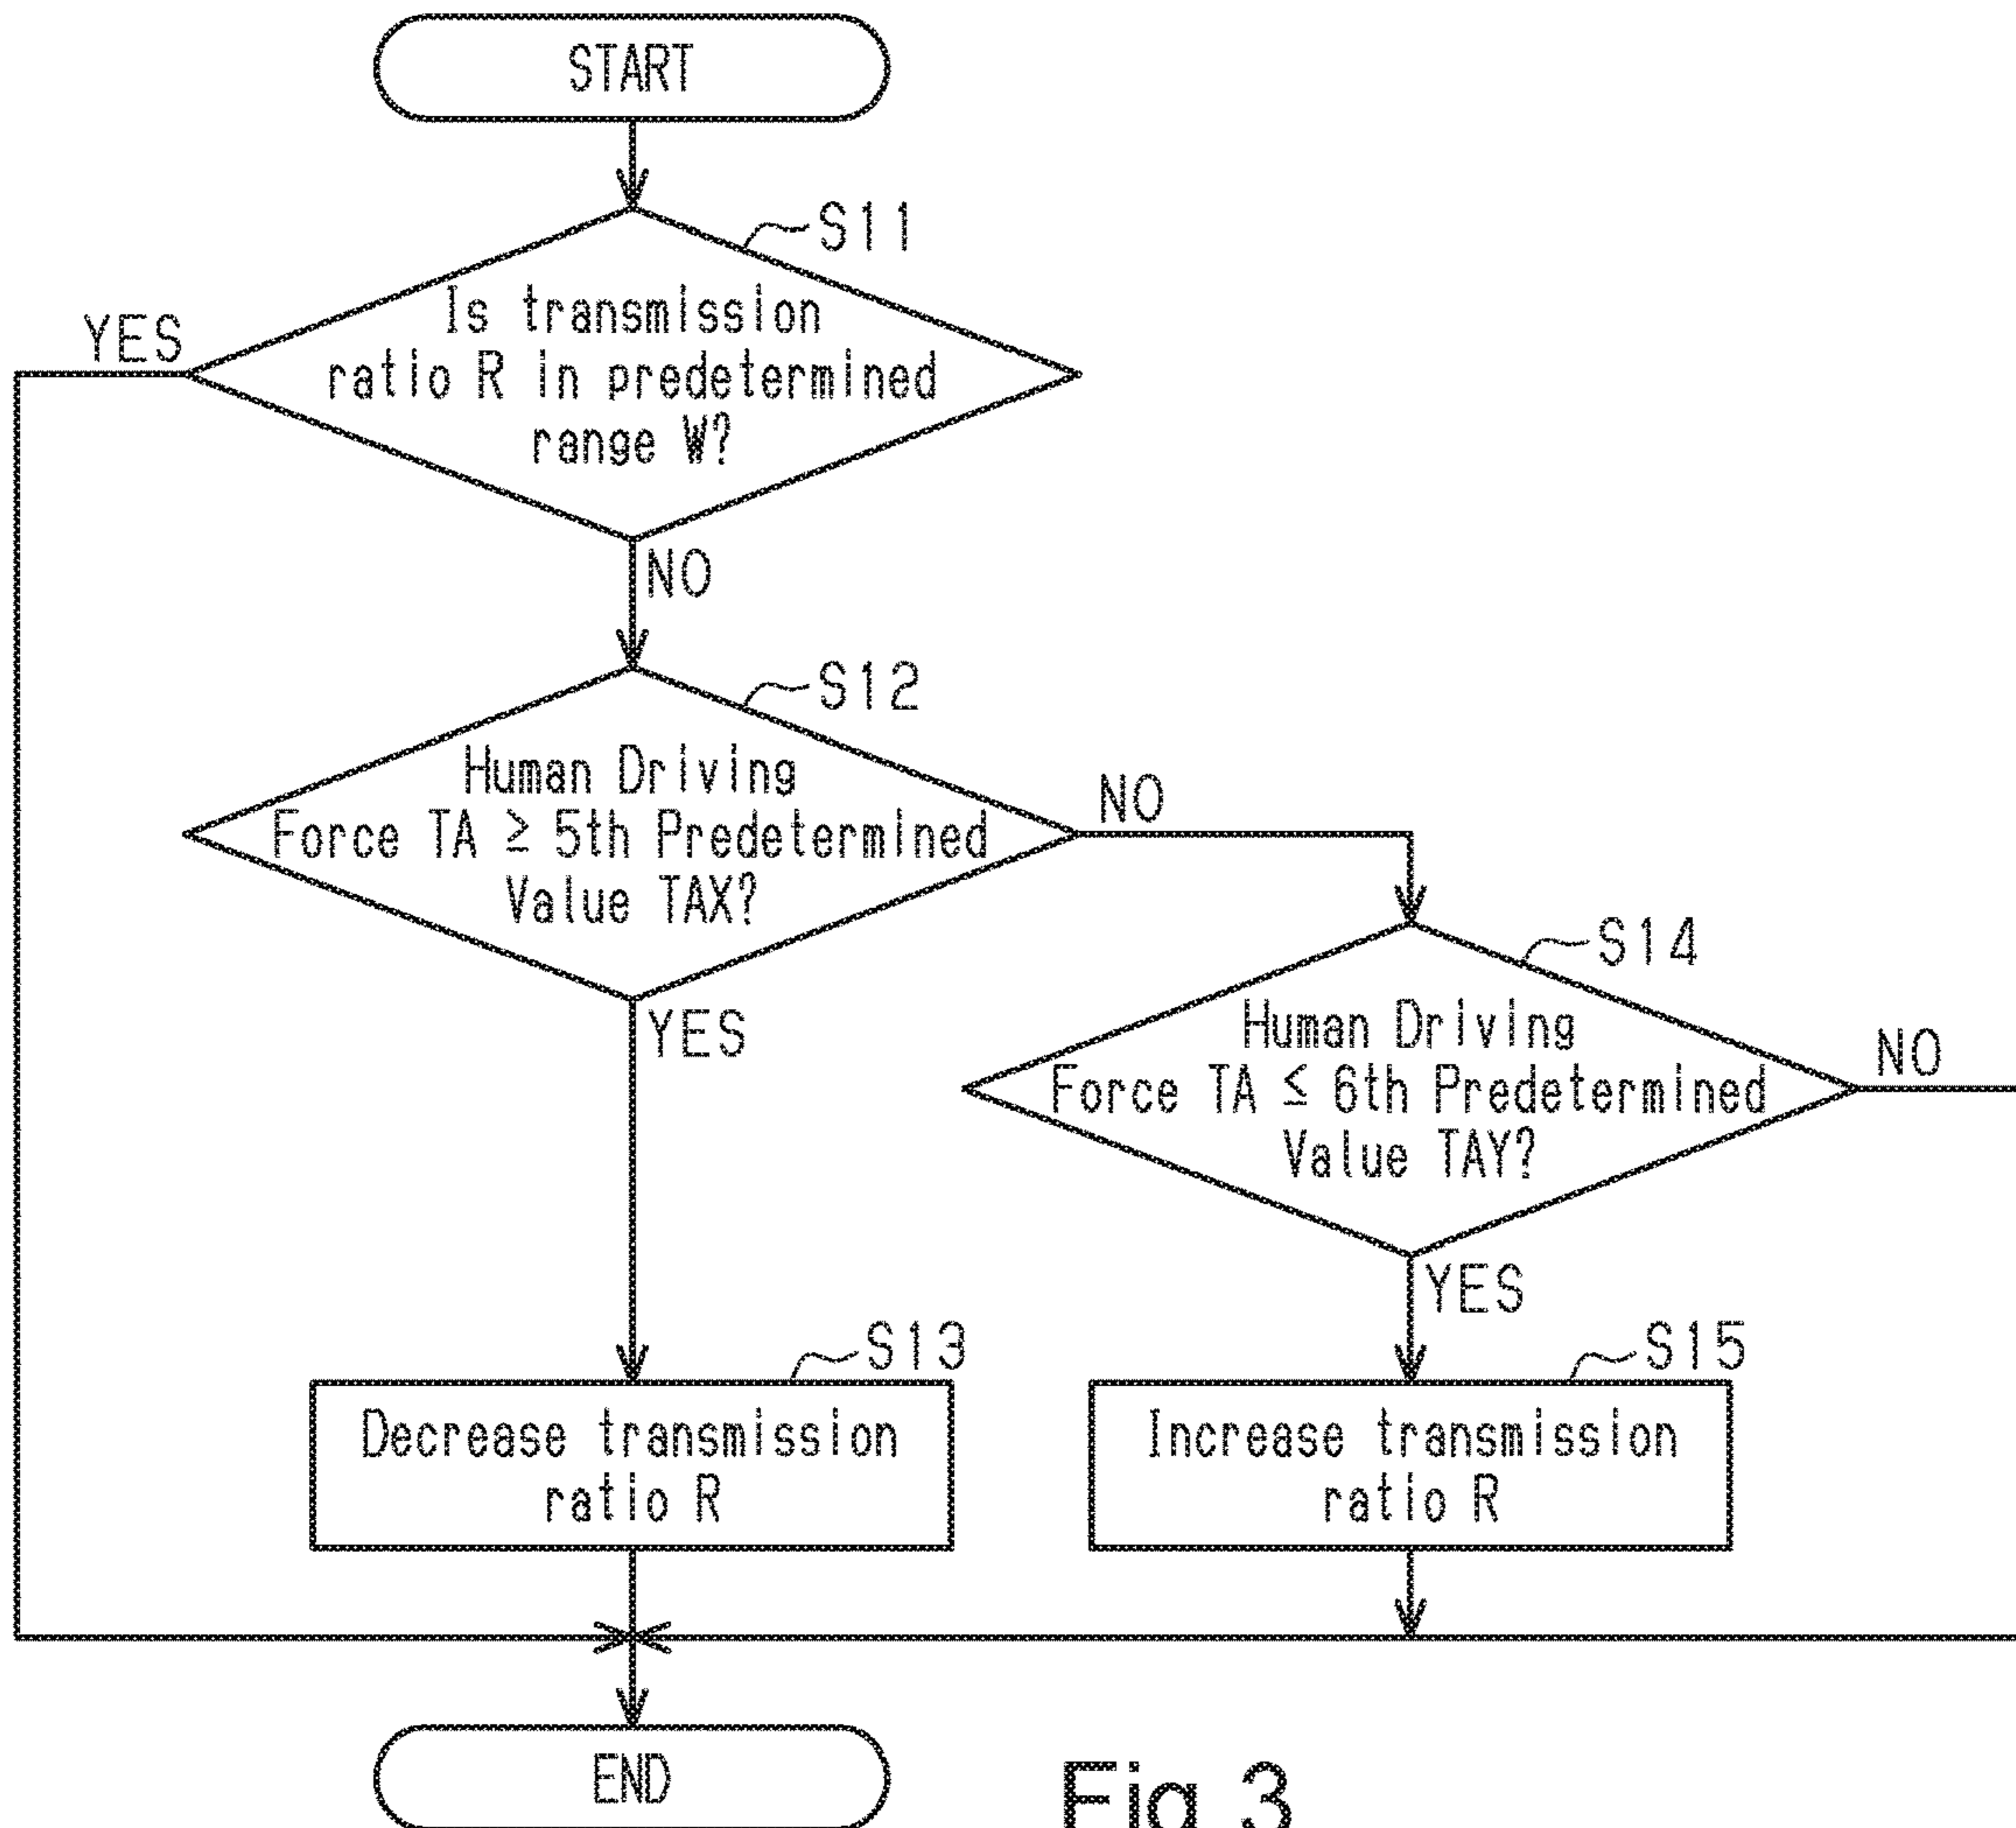 START
S11
Is transmission
ratio R in predetermined
range W?
YES
NO
S12
Human Driving
Force TA ≥ 5th Predetermined
Value TAX?
NO
YES
S14
Human Driving
Force TA ≤ 6th Predetermined
Value TAY?
NO
YES
S13
Decrease transmission
ratio R
S15
Increase transmission
ratio R
END
Fig.3